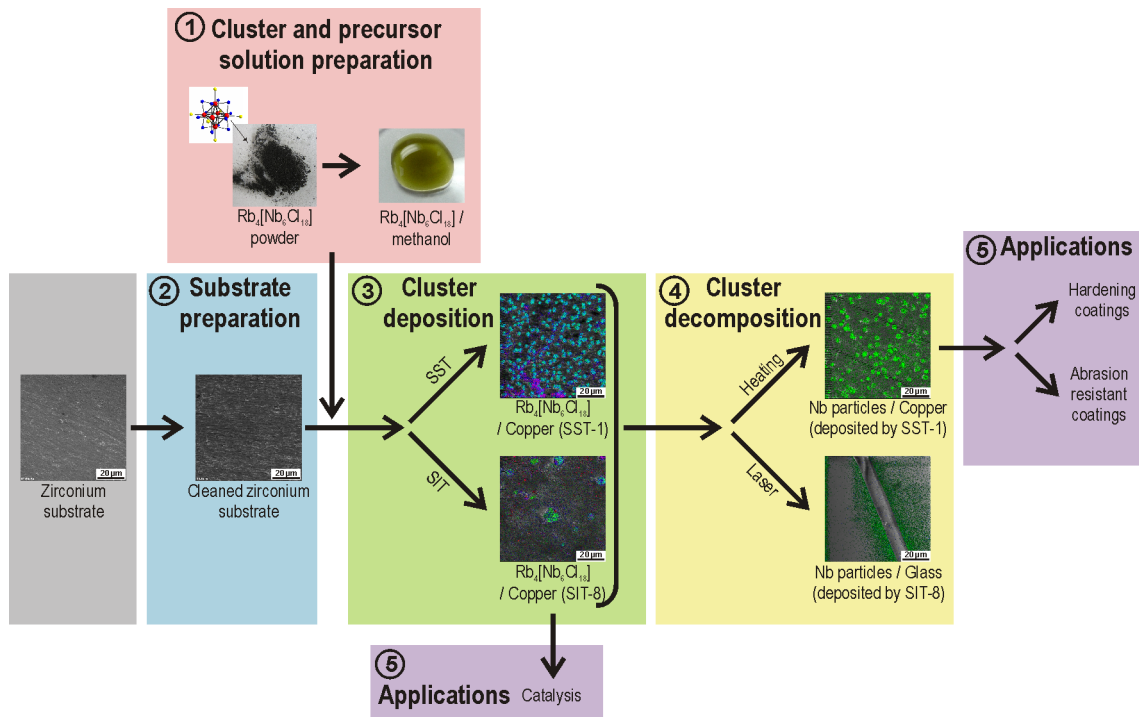 ① Cluster and precursor
solution preparation
Rb₄[Nb₆Cl₁₈]
powder
Rb₄[Nb₆Cl₁₈] /
methanol
20 µm
Zirconium
substrate
② Substrate
preparation
20 µm
Cleaned zirconium
substrate
③ Cluster
deposition
SST
20 µm
Rb₄[Nb₆Cl₁₈]
/ Copper (SST-1)
SIT
20 µm
Rb₄[Nb₆Cl₁₈]
/ Copper (SIT-8)
④ Cluster
decomposition
Heating
20 µm
Nb particles / Copper
(deposited by SST-1)
Laser
20 µm
Nb particles / Glass
(deposited by SIT-8)
⑤ Applications
Hardening
coatings
Abrasion
resistant
coatings
⑤
Applications
Catalysis